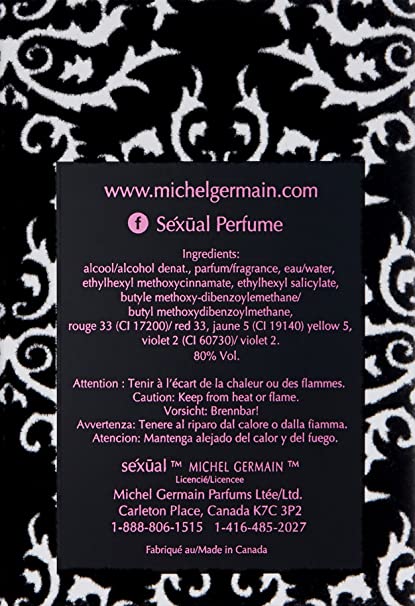 www.michelgermain.com
f Séxūal Perfume
Ingredients:
alcool/alcohol denat., parfum/fragrance, eau/water,
ethylhexyl methoxycinnamate, ethylhexyl salicylate,
butyle methoxy-dibenzoylemethane/
butyl methoxydibenzoylmethane,
rouge 33 (CI 17200)/ red 33, jaune 5 (CI 19140) yellow 5,
violet 2 (CI 60730)/ violet 2.
80% Vol.
Attention : Tenir à l'écart de la chaleur ou des flammes.
Caution: Keep from heat or flame.
Vorsicht: Brennbar!
Avvertenza: Tenere al riparo dal calore o dalla fiamma.
Atencion: Mantenga alejado del calor y del fuego.
séxūal ™ MICHEL GERMAIN ™
Licencié/Licencee
Michel Germain Parfums Ltée/Ltd.
Carleton Place, Canada K7C 3P2
1-888-806-1515 1-416-485-2027
Fabriqué au/Made in Canada